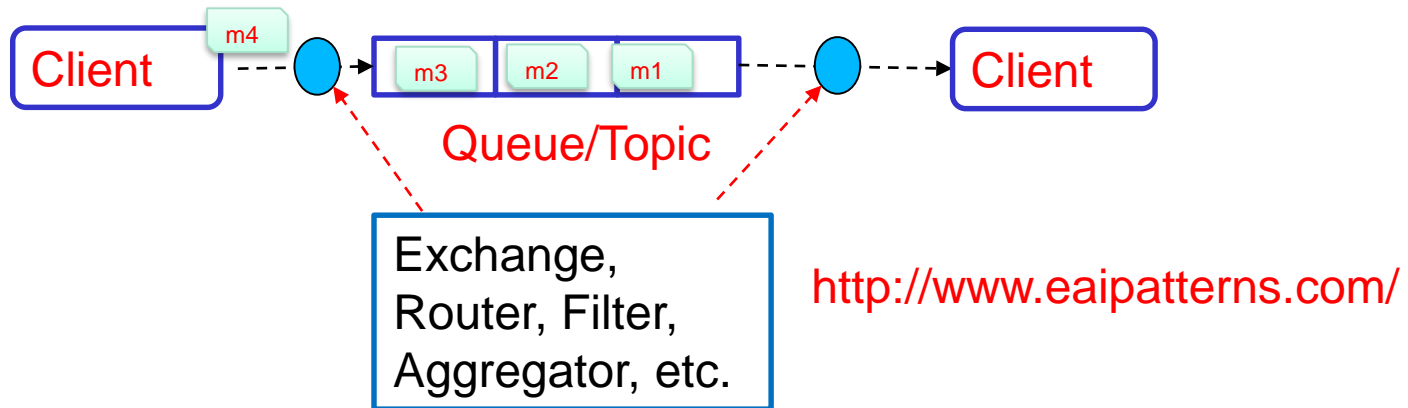 m4
Client
m3
m2
m1
Client
Queue/Topic
Exchange,
Router, Filter,
Aggregator, etc.
http://www.eaipatterns.com/